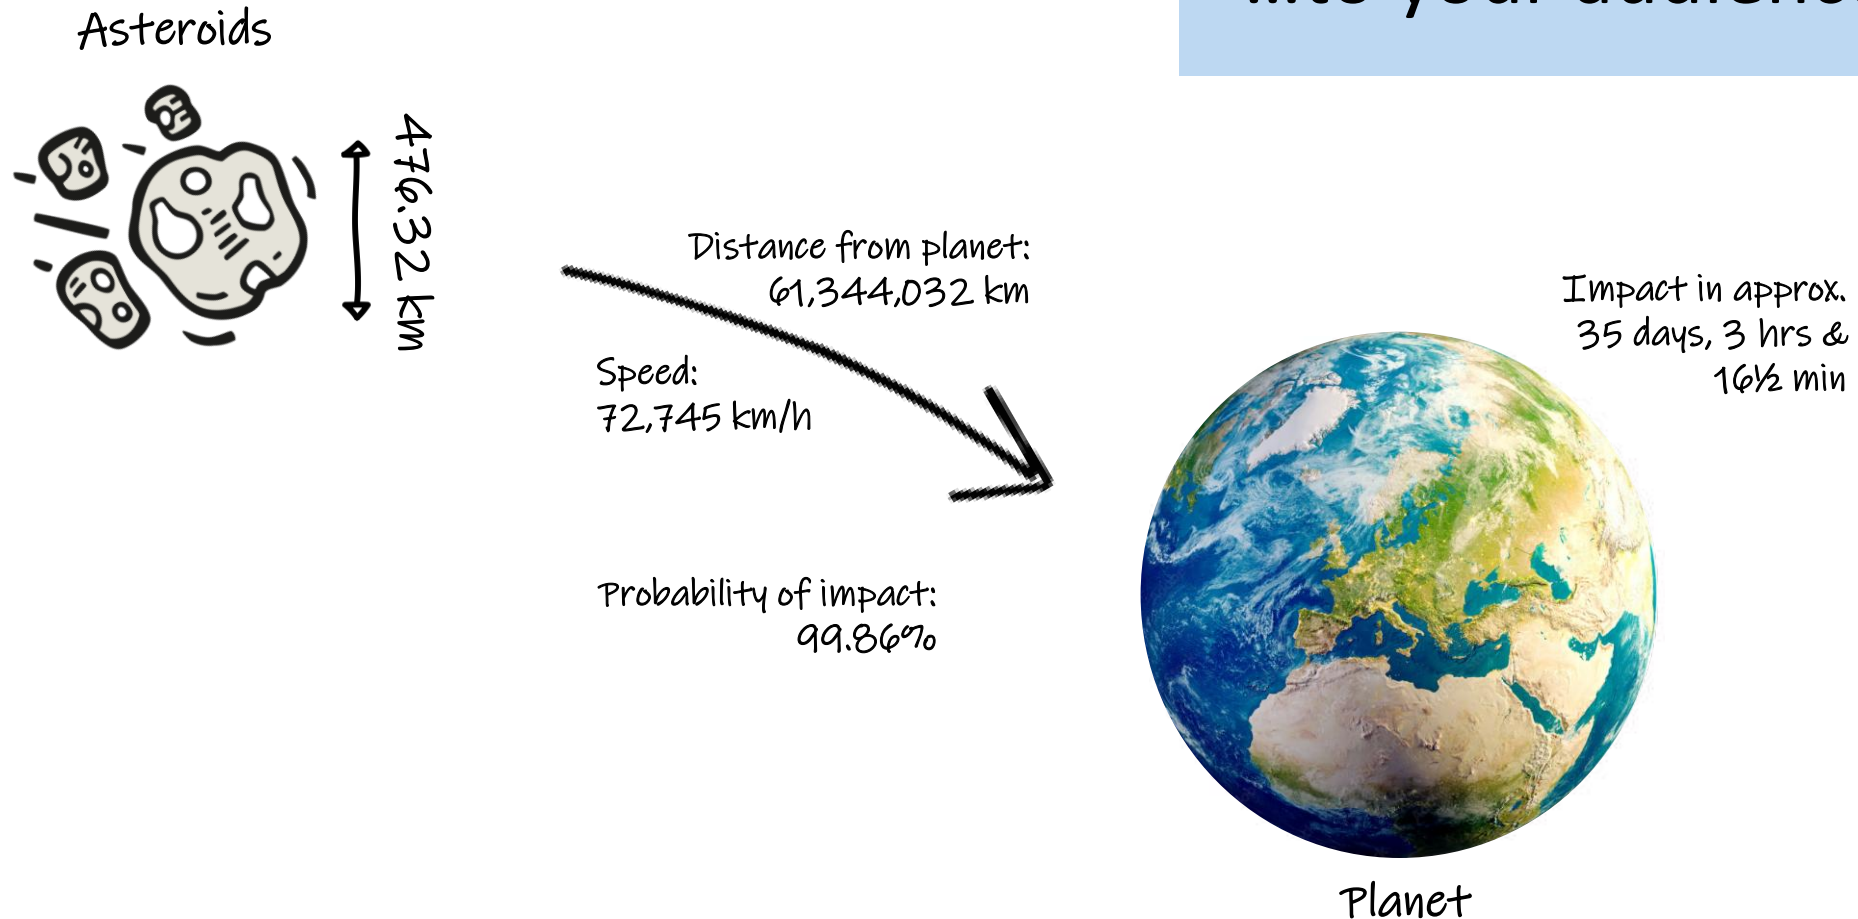 your
Asteroids
476.32 km
Distance from planet:
61,344,032 km
Speed:
72,745 km/h
Impact in approx.
35 days, 3 hrs &
16½ min
Probability of impact:
99.86%
Planet